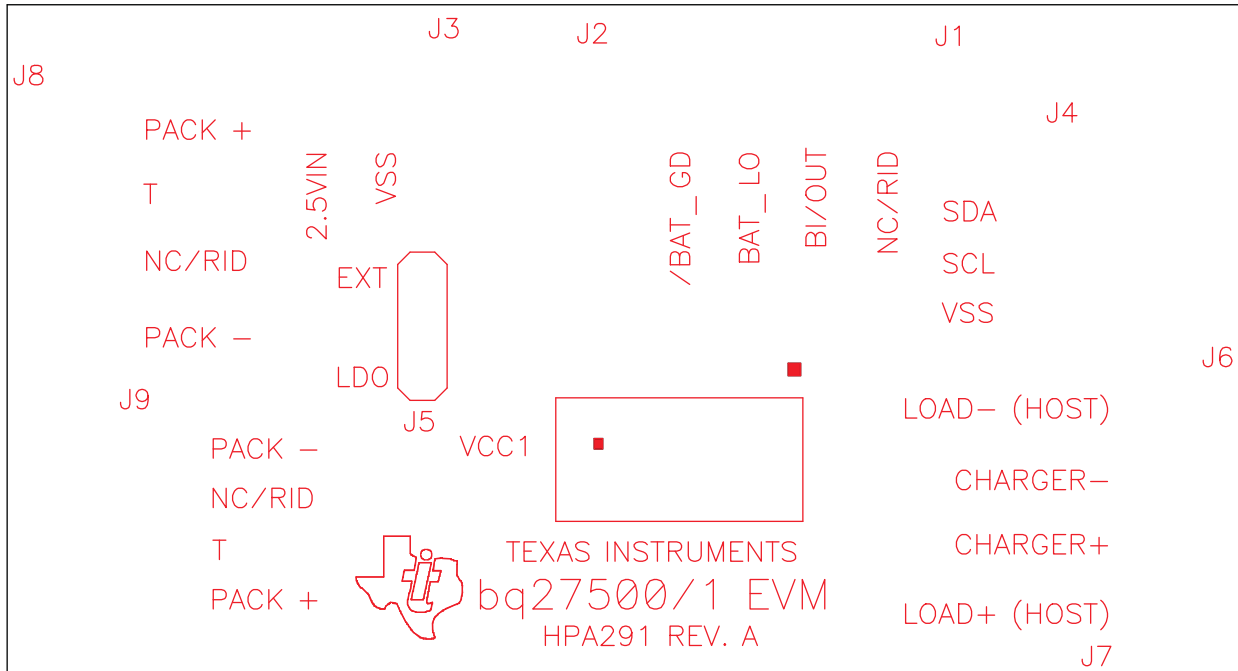 J3
J2
J1
J8
J4
PACK +
T
NC/RID
PACK -
2.5VIN
VSS
/BAT_GD
BAT_LO
BI/OUT
NC/RID
SDA
SCL
VSS
EXT
LDO
J5
J6
J9
VCC1
LOAD- (HOST)
CHARGER-
CHARGER+
LOAD+ (HOST)
J7
PACK -
NC/RID
T
PACK +
TEXAS INSTRUMENTS
bq27500/1 EVM
HPA291 REV. A